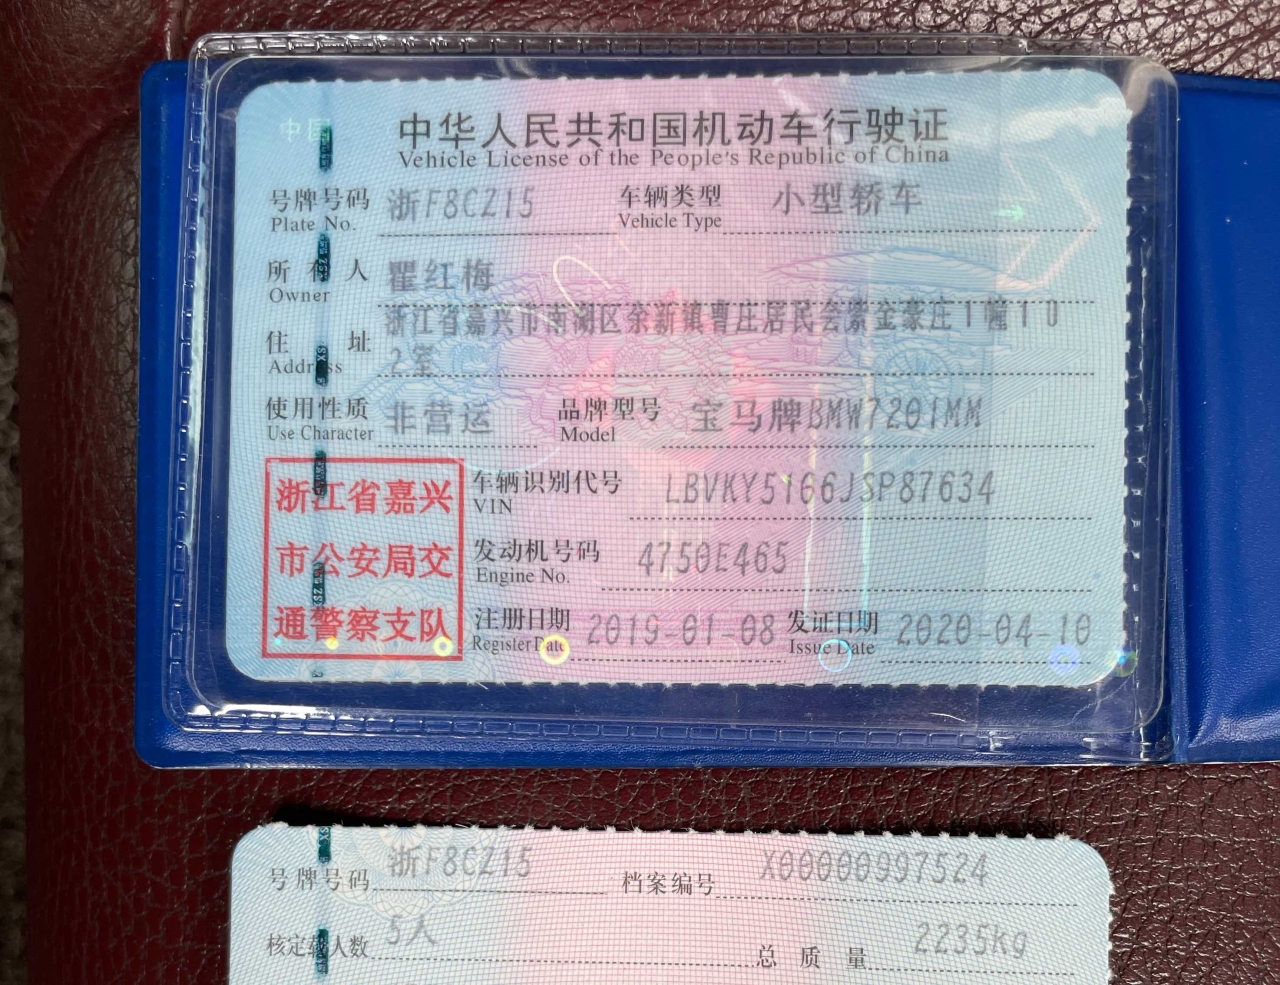 中华人民共和国机动车行驶证
Vehicle License of the People's Republic of China
号牌号码 浙F8CZ15 车辆类型 小型轿车
Plate No. Vehicle Type
所有人 瞿红梅
Owner
住址 浙江省嘉兴市南湖区余新镇曹庄居民会紫金豪庄1幢10
Address 2室
使用性质 非营运 品牌型号 宝马牌BMW7201MM
Use Character Model
浙江省嘉兴
市公安局交
通警察支队
车辆识别代号 LBVKY5166JSP87634
VIN
发动机号码 4750E465
Engine No.
注册日期 2019-01-08 发证日期 2020-04-10
Register Date Issue Date
号牌号码 浙F8CZ15 档案编号 X00000997524
核定载人数 5人 总质量 2235kg